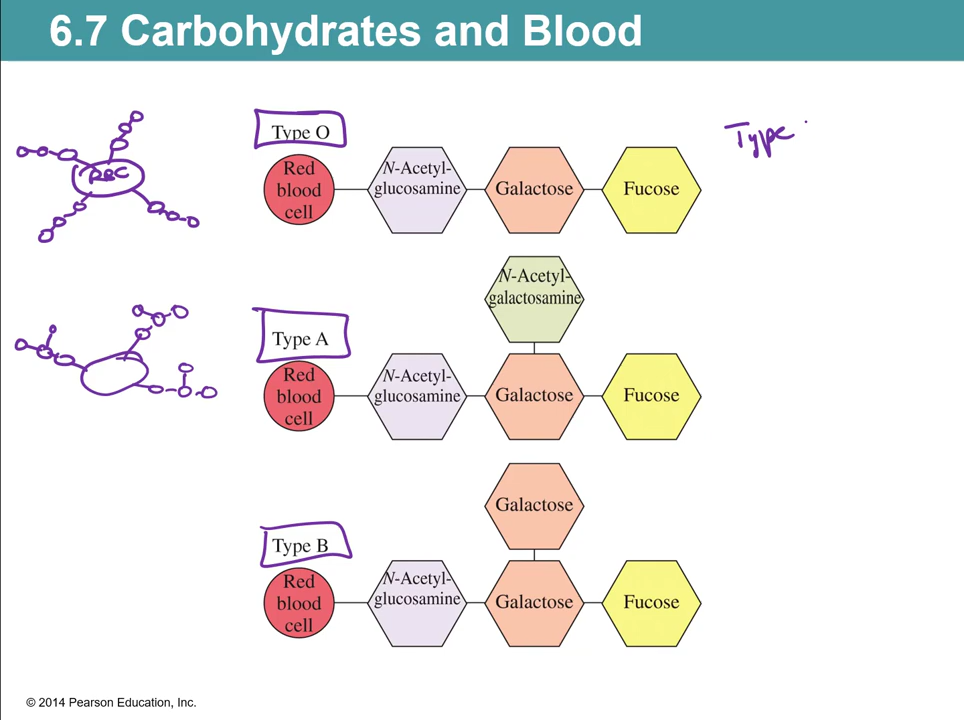 6.7 Carbohydrates and Blood
RBC
Type O
Red
blood
cell
N-Acetyl-
glucosamine
Galactose
Fucose
Type
N-Acetyl-
galactosamine
Type A
Red
blood
cell
N-Acetyl-
glucosamine
Galactose
Fucose
Galactose
Type B
Red
blood
cell
N-Acetyl-
glucosamine
Galactose
Fucose
© 2014 Pearson Education, Inc.